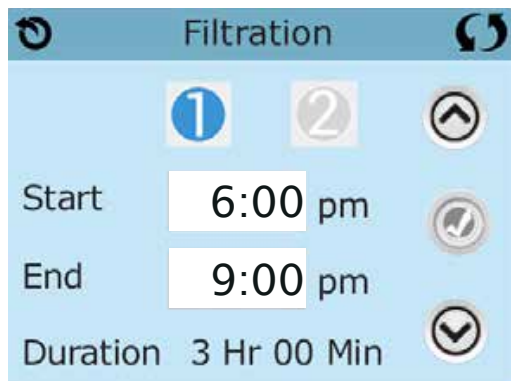 Filtration
1 2
Start 6:00 pm
End 9:00 pm
Duration 3 Hr 00 Min